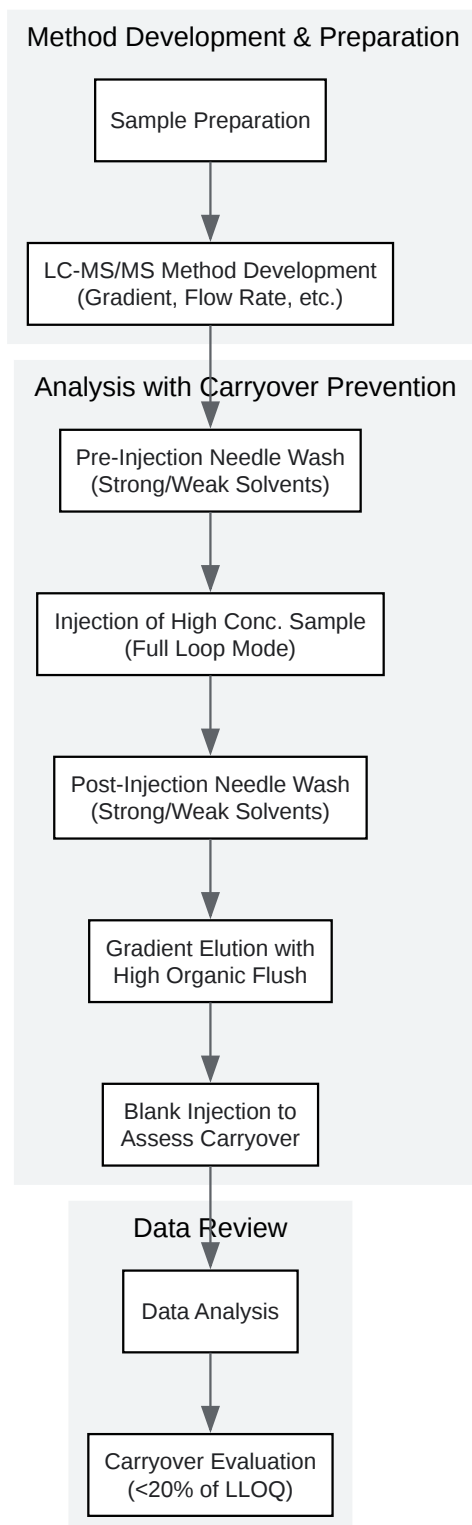 Method Development & Preparation
Sample Preparation
LC-MS/MS Method Development
(Gradient, Flow Rate, etc.)
Analysis with Carryover Prevention
Pre-Injection Needle Wash
(Strong/Weak Solvents)
Injection of High Conc. Sample
(Full Loop Mode)
Post-Injection Needle Wash
(Strong/Weak Solvents)
Gradient Elution with
High Organic Flush
Blank Injection to
Assess Carryover
Data Review
Data Analysis
Carryover Evaluation
(<20% of LLOQ)